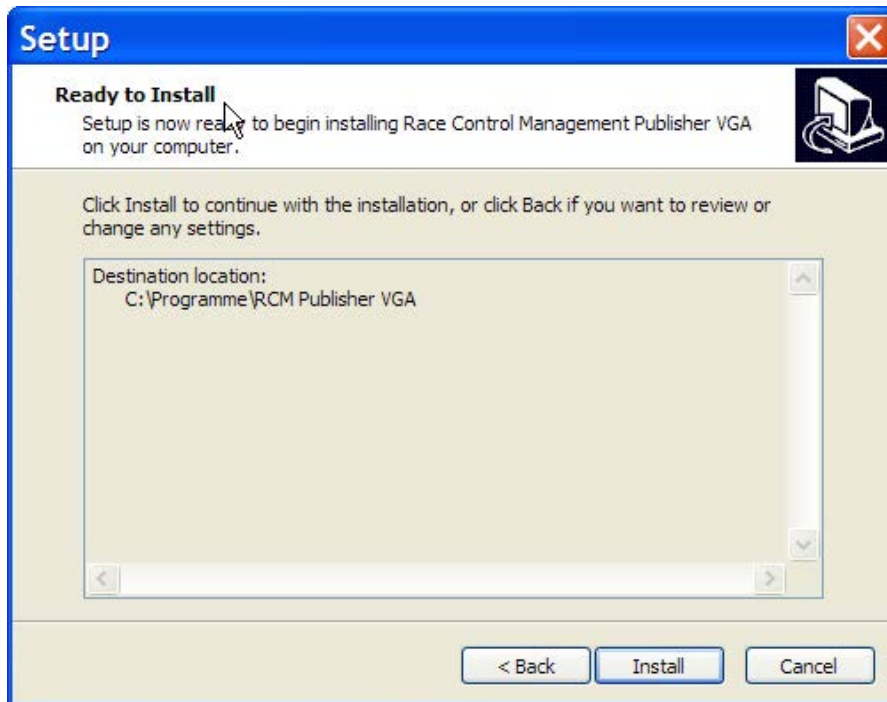 Setup
Ready to Install
Setup is now ready to begin installing Race Control Management Publisher VGA
on your computer.
Click Install to continue with the installation, or click Back if you want to review or
change any settings.
Destination location:
C:\Programme\RCM Publisher VGA
< Back
Install
Cancel